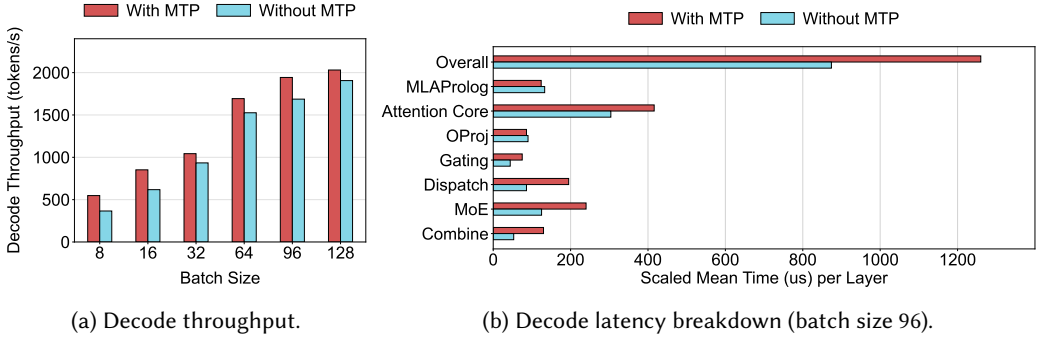 With MTP Without MTP
Decode Throughput (tokens/s)
2000
1500
1000
500
0
8 16 32 64 96 128
Batch Size
(a) Decode throughput.
With MTP Without MTP
Overall
MLAProlog
Attention Core
OProj
Gating
Dispatch
MoE
Combine
0 200 400 600 800 1000 1200
Scaled Mean Time (us) per Layer
(b) Decode latency breakdown (batch size 96).